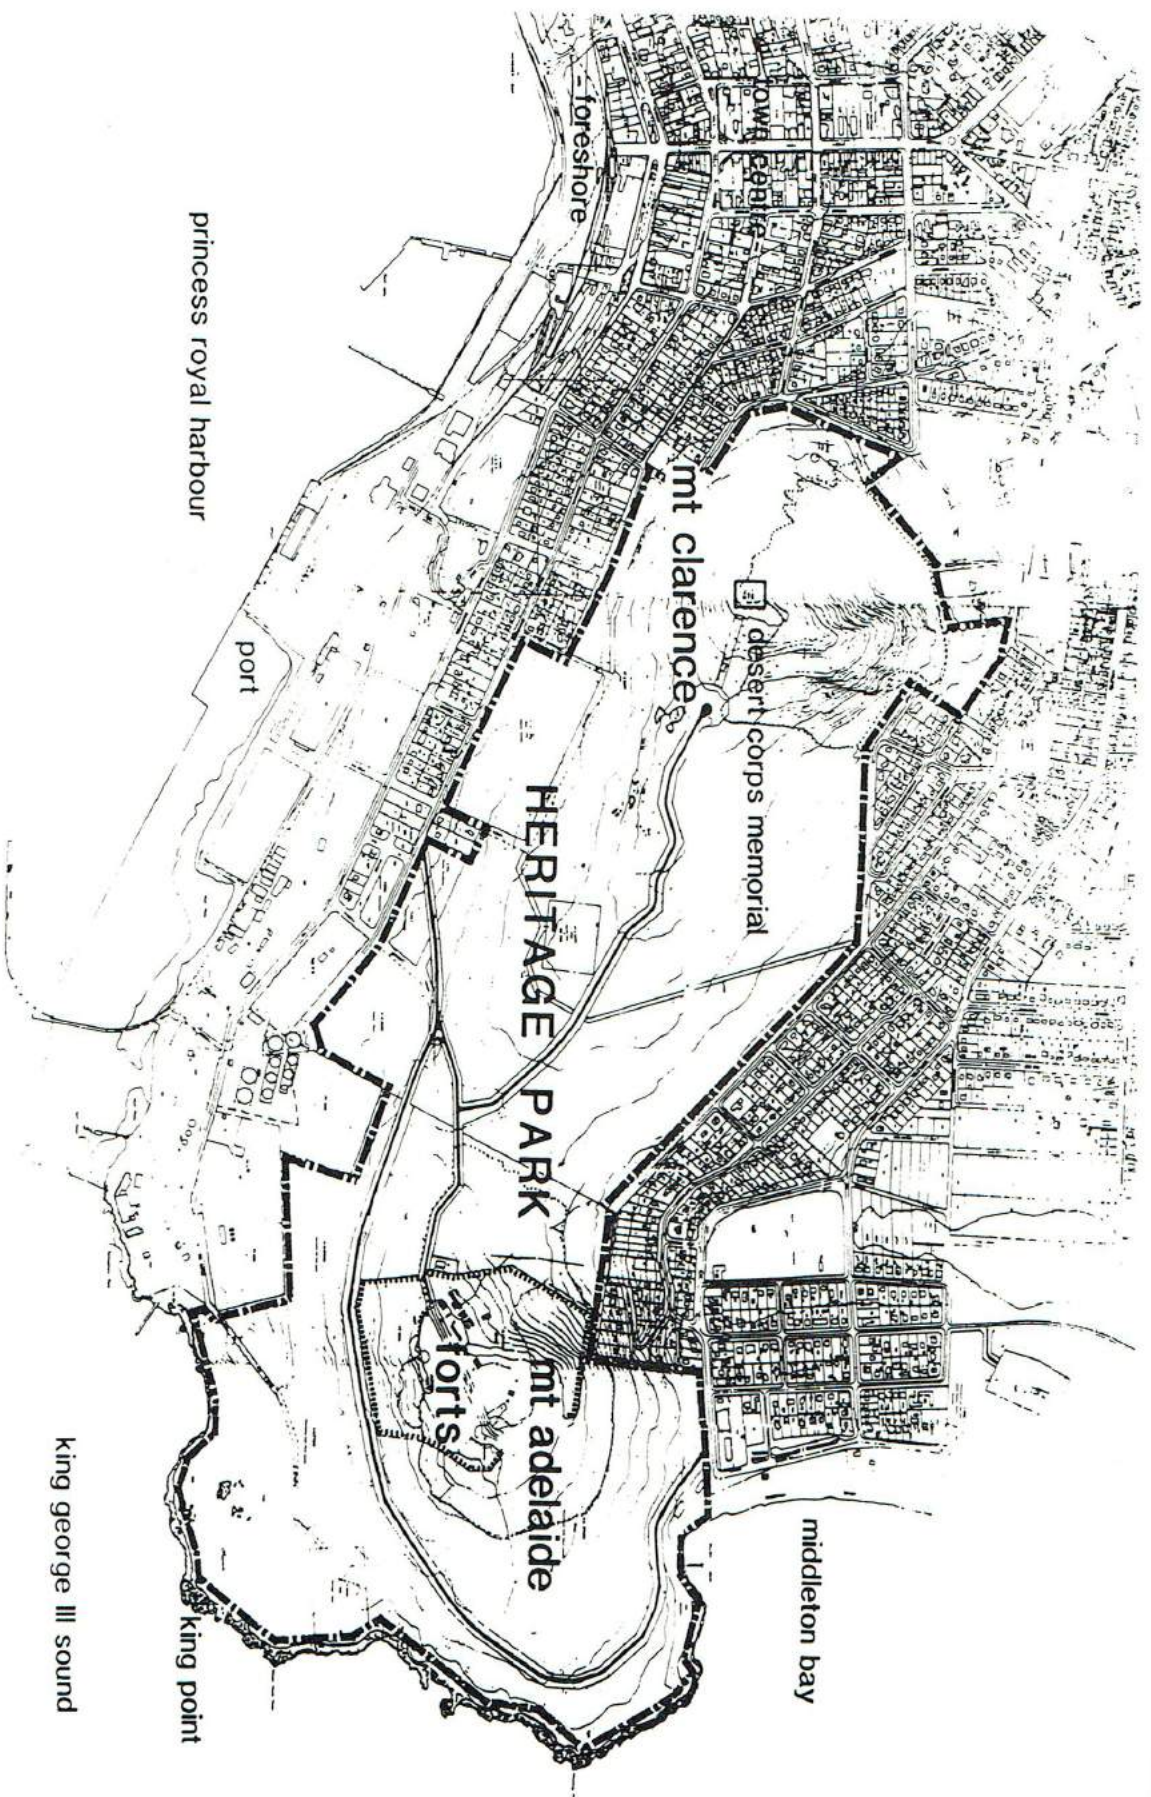 town centre
foreshore
princess royal harbour
mt clarence
desert corps memorial
port
HERITAGE PARK
mt adelaide
forts
middleton bay
king point
king george III sound